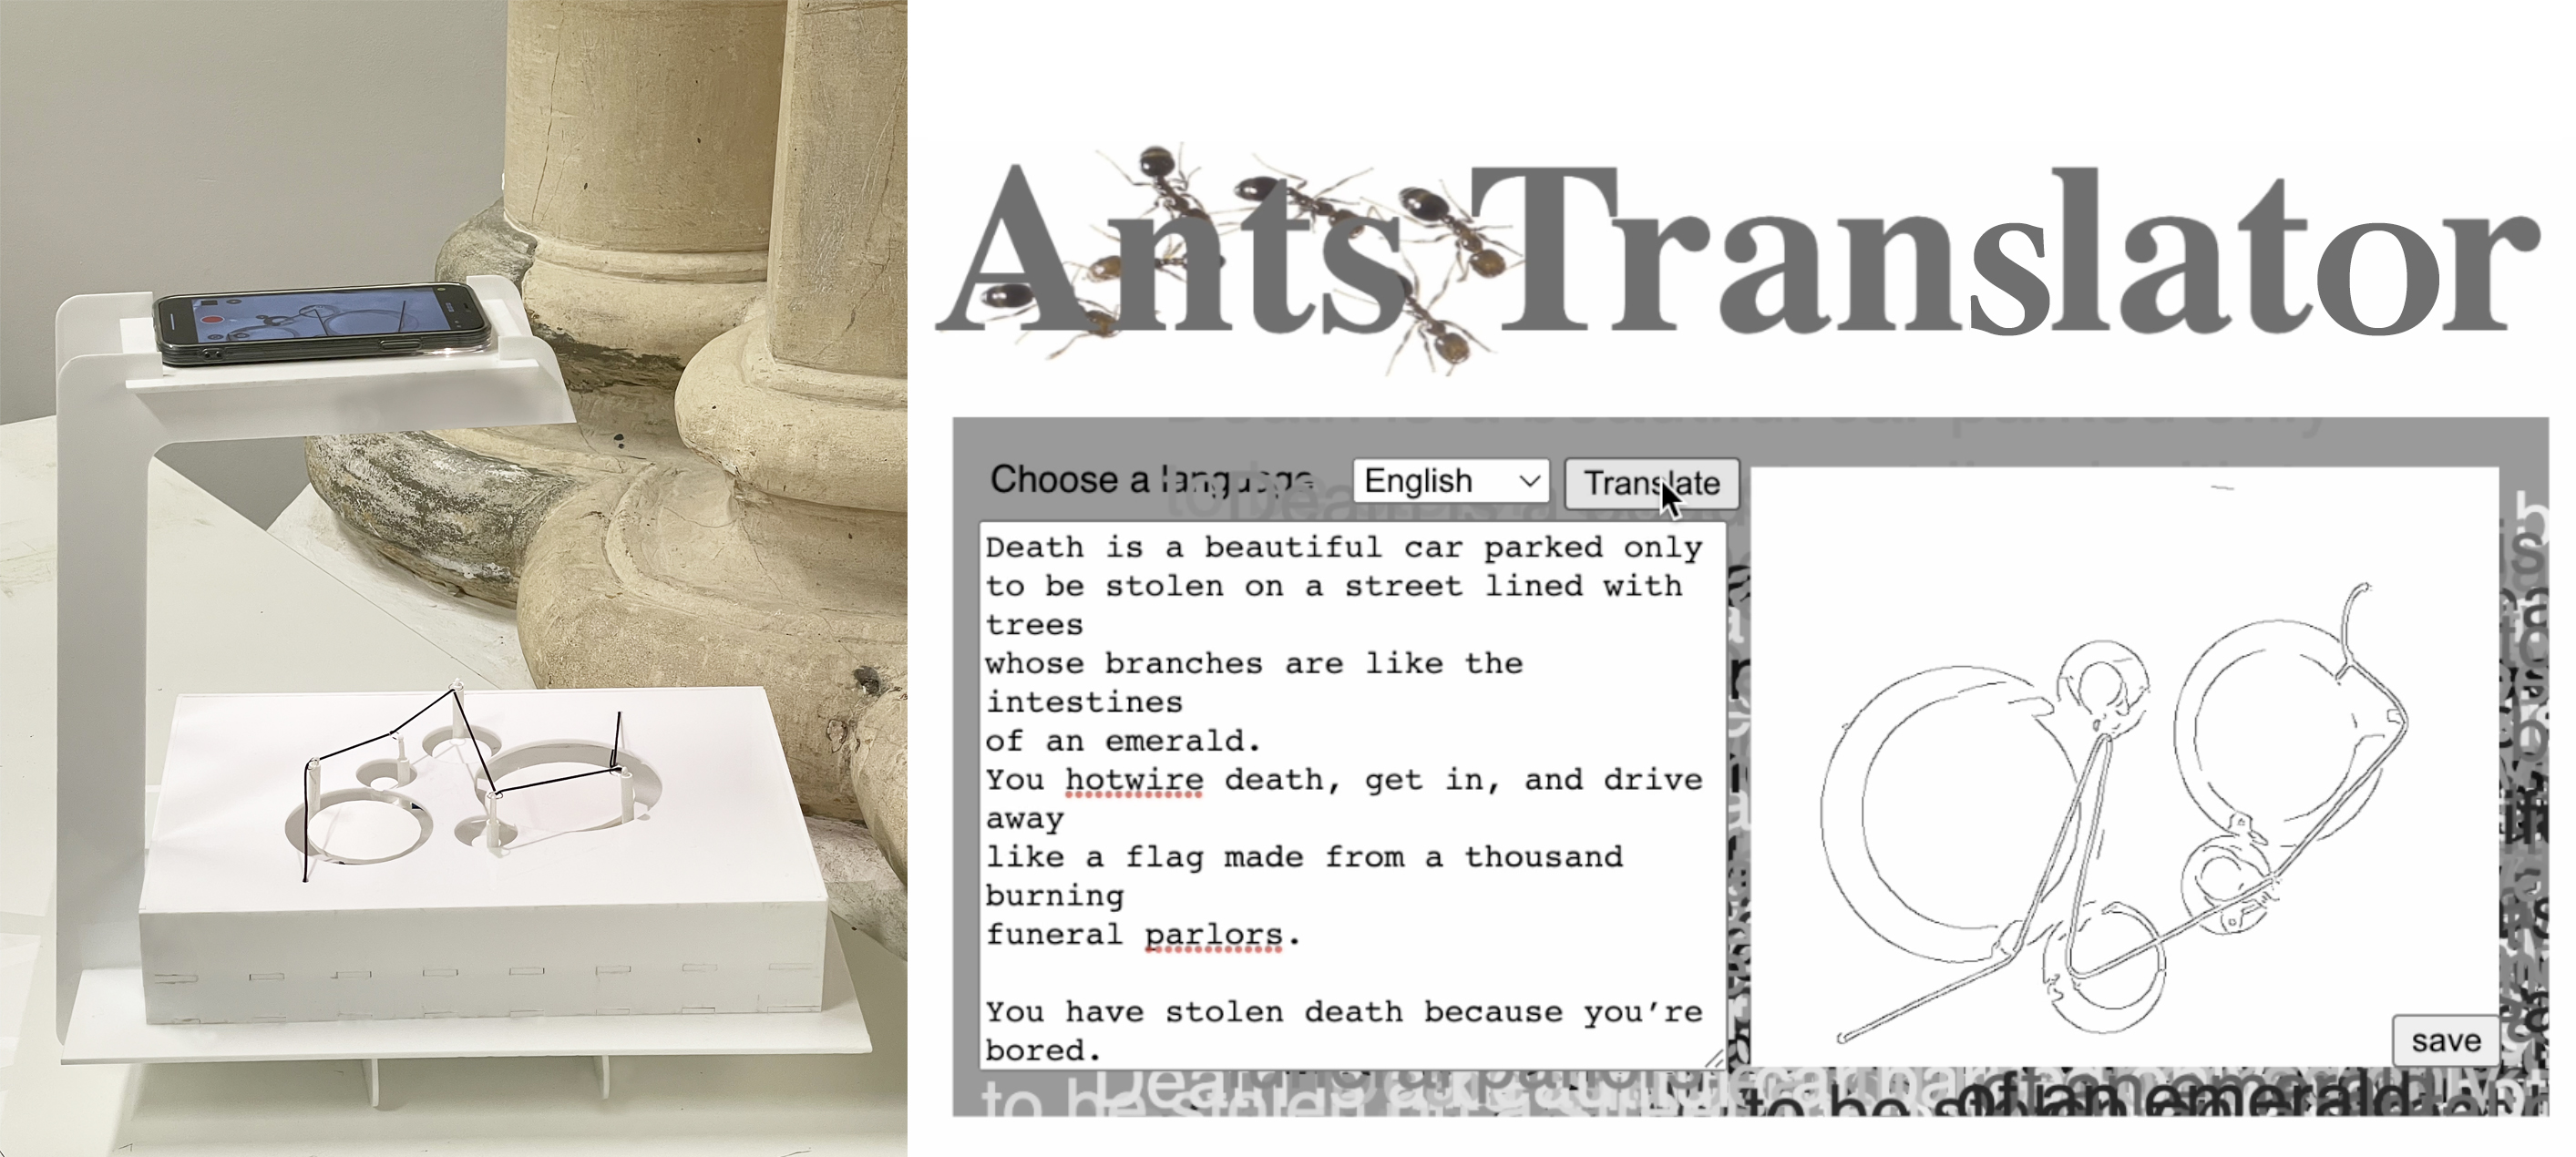 Ants Translator
Choose a language
English
Translate
Death is a beautiful car parked only
to be stolen on a street lined with
trees
whose branches are like the
intestines
of an emerald.
You hotwire death, get in, and drive
away
like a flag made from a thousand
burning
funeral parlors.
You have stolen death because you're
bored.
save
to be stolen
of an emerald